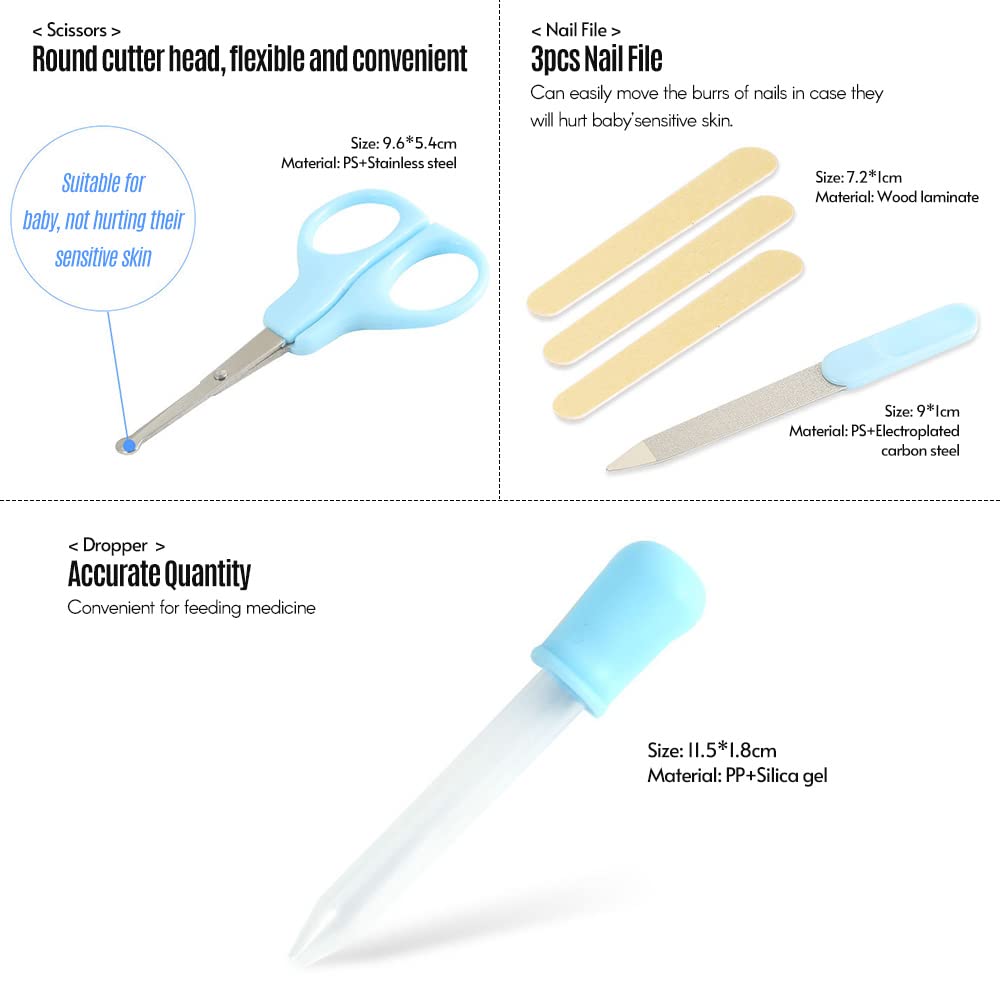 < Scissors >
Round cutter head, flexible and convenient
Size: 9.6*5.4cm
Material: PS+Stainless steel
Suitable for
baby, not hurting their
sensitive skin
< Nail File >
3pcs Nail File
Can easily move the burrs of nails in case they
will hurt baby'sensitive skin.
Size: 7.2*1cm
Material: Wood laminate
Size: 9*1cm
Material: PS+Electroplated
carbon steel
< Dropper >
Accurate Quantity
Convenient for feeding medicine
Size: 11.5*1.8cm
Material: PP+Silica gel